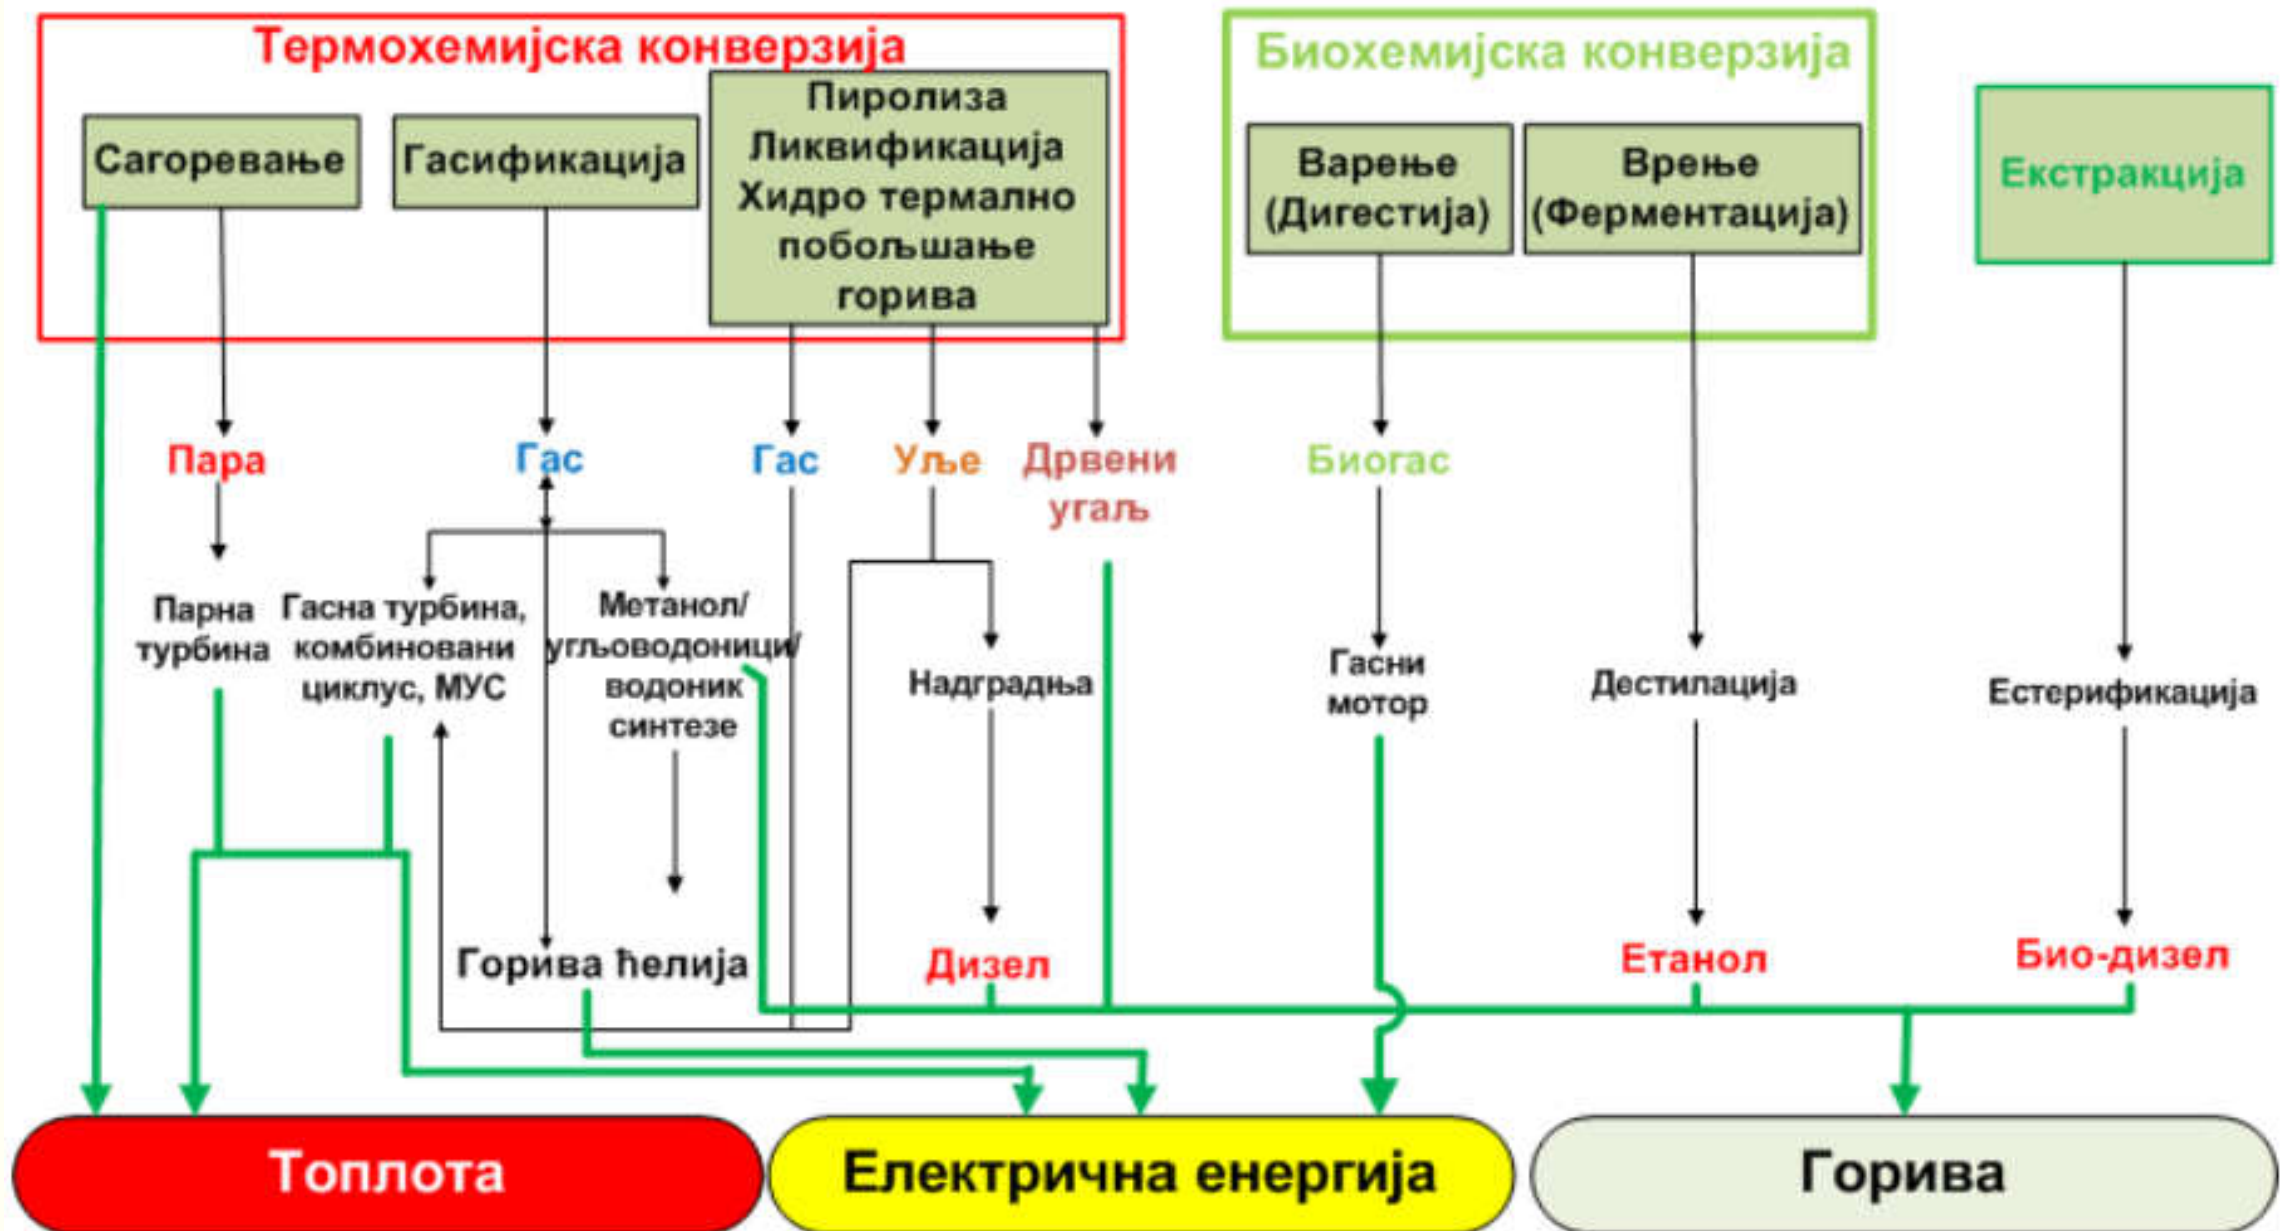 Термохемијска конверзија
Биохемијска конверзија
Сагоревање
Гасификација
Пиролиза
Ликвификација
Хидро термално
побољшање
горива
Варење
(Дигестија)
Врење
(Ферментација)
Екстракција
Пара
Гас
Гас
Уље
Дрвени
угаљ
Биогас
Парна
турбина
Гасна турбина,
комбиновани
циклус, МУС
Метанол/
угљоводоници/
водоник
синтезе
Надградња
Гасни
мотор
Дестилација
Естерификација
Горива ћелија
Дизел
Етанол
Био-дизел
Топлота
Електрична енергија
Горива